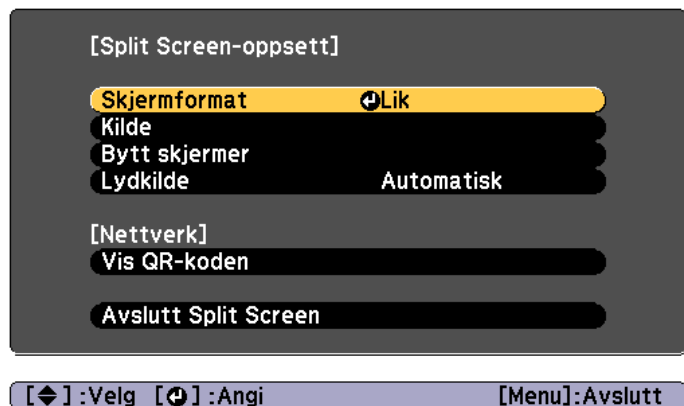 [Split Screen-oppsett]
Skjermformat Lik
Kilde
Bytt skjermer
Lydkilde Automatisk
[Nettverk]
Vis QR-koden
Avslutt Split Screen
[◆]:Velg [⏎]:Angi [Menu]:Avslutt